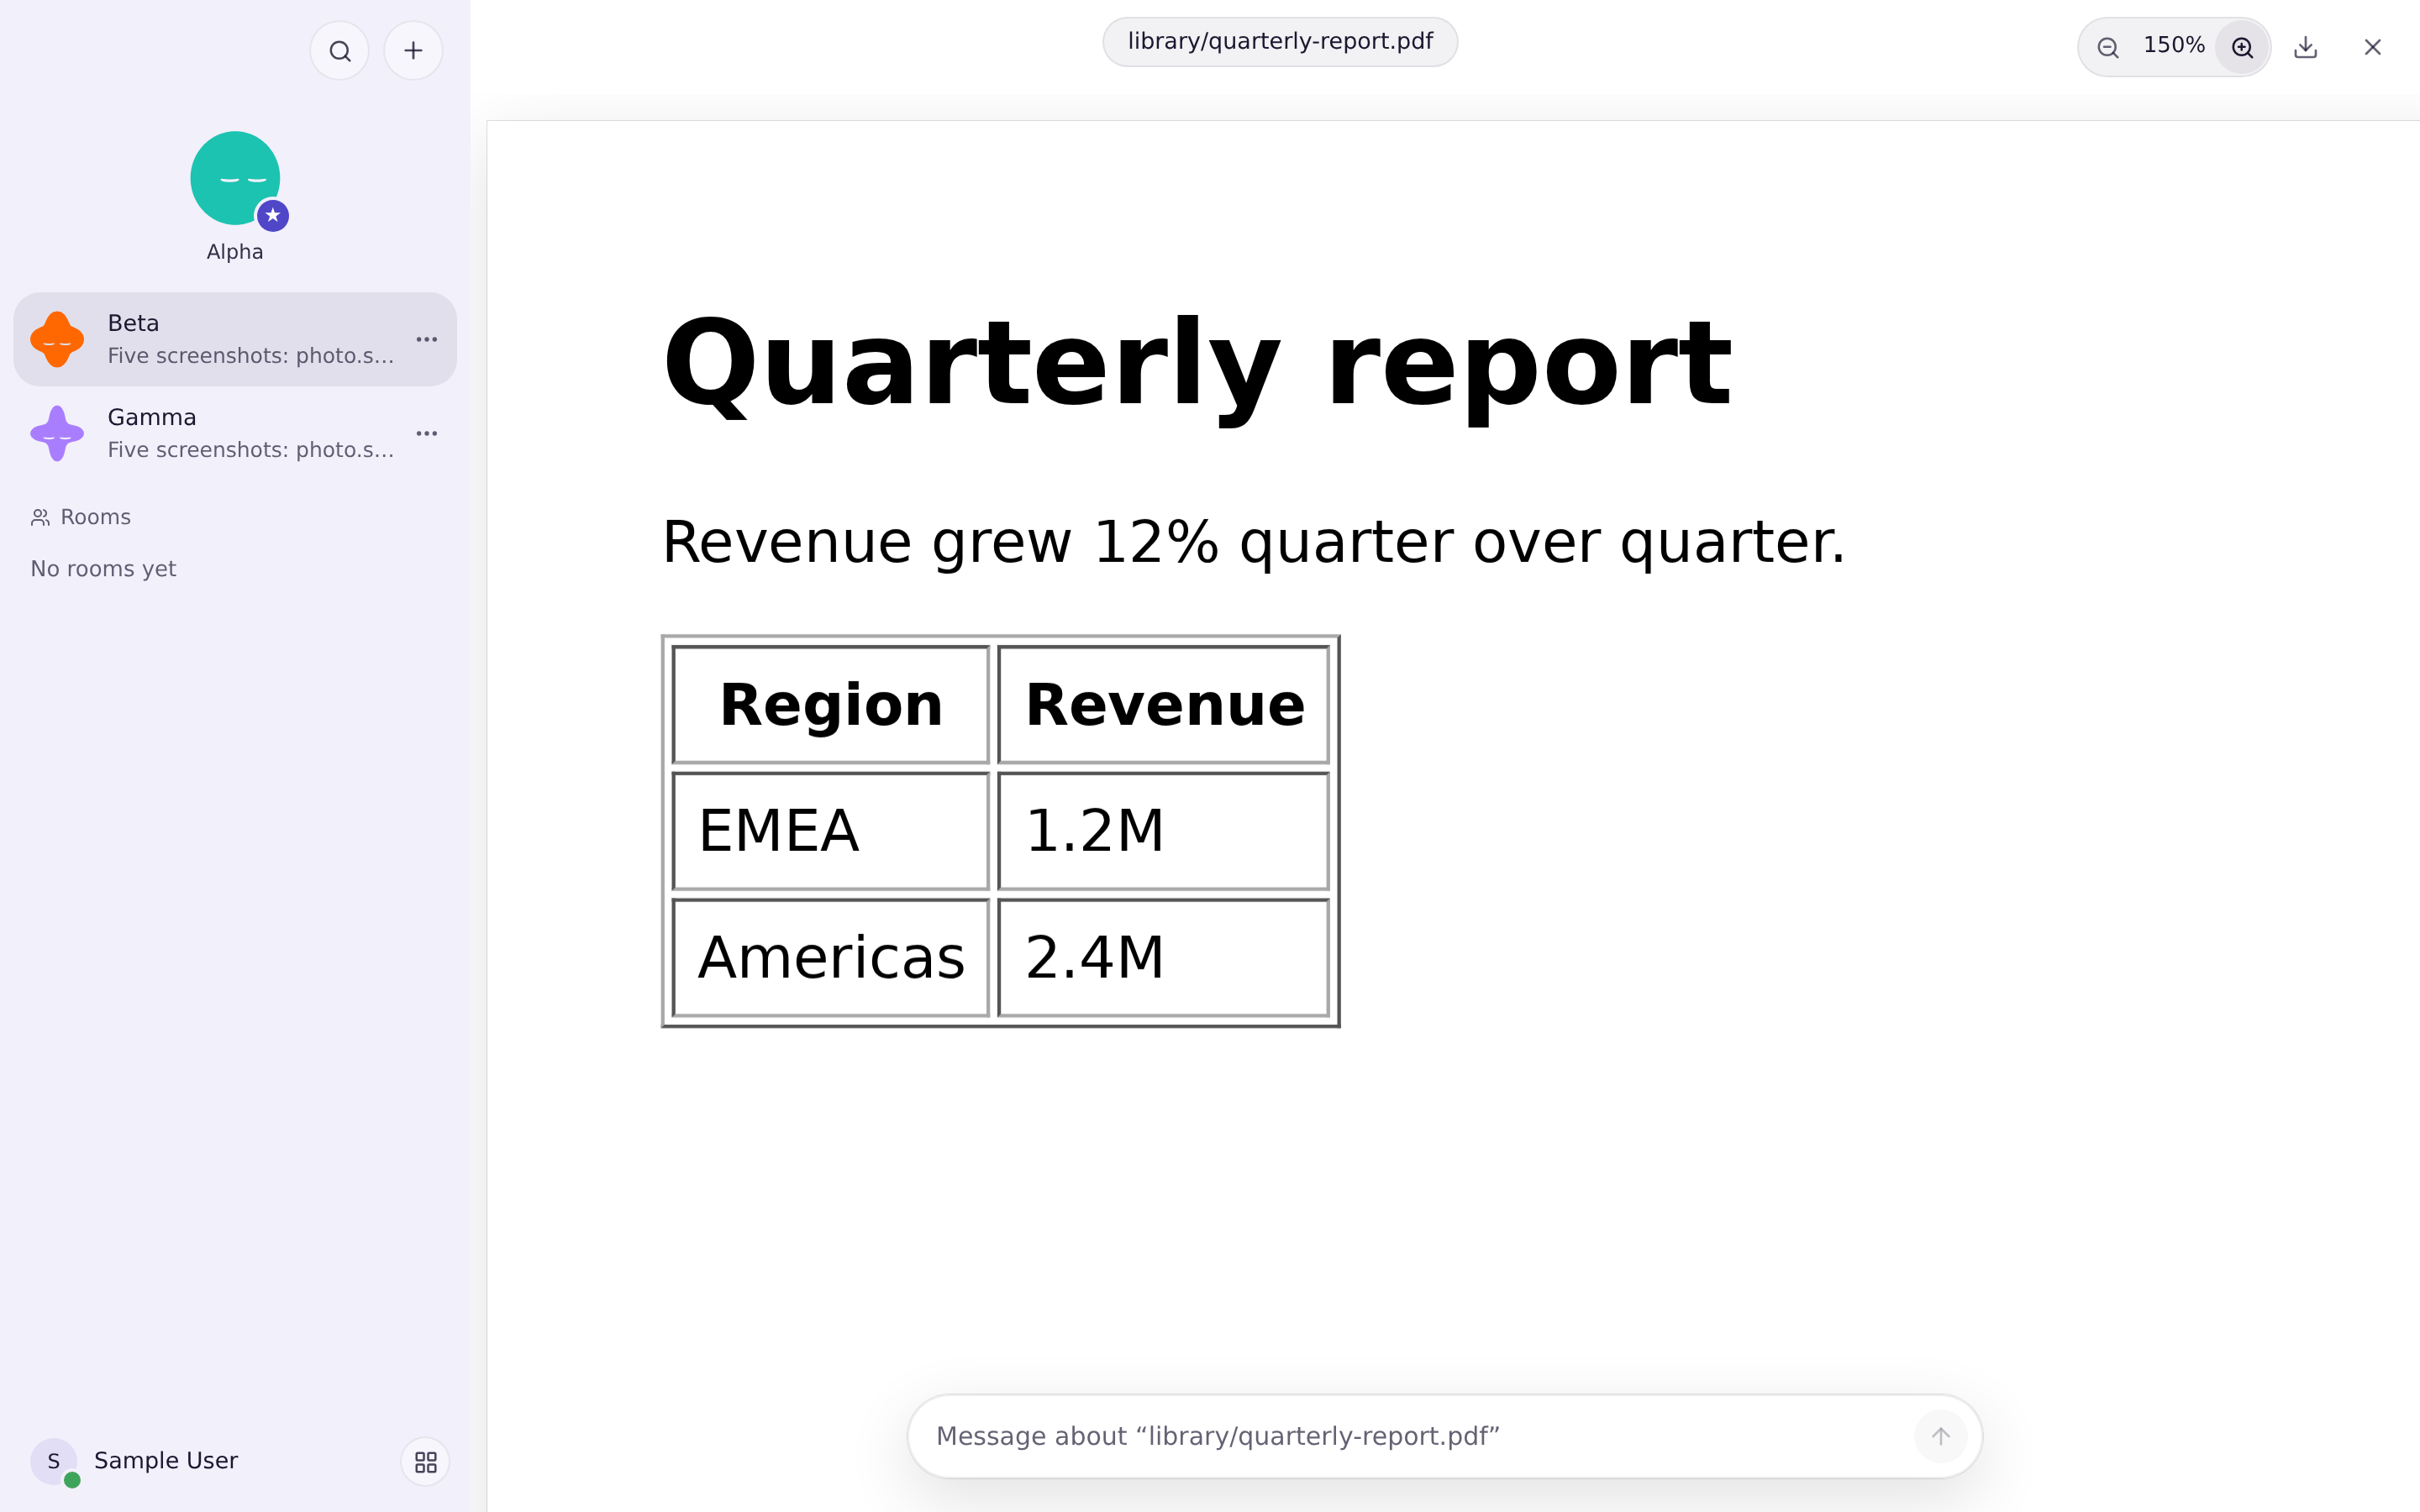 library/quarterly-report.pdf
150%
Alpha
Beta
Five screenshots: photo.s...
Gamma
Five screenshots: photo.s...
Rooms
No rooms yet
Quarterly report
Revenue grew 12% quarter over quarter.
Region Revenue
EMEA 1.2M
Americas 2.4M
Message about “library/quarterly-report.pdf”
S Sample User